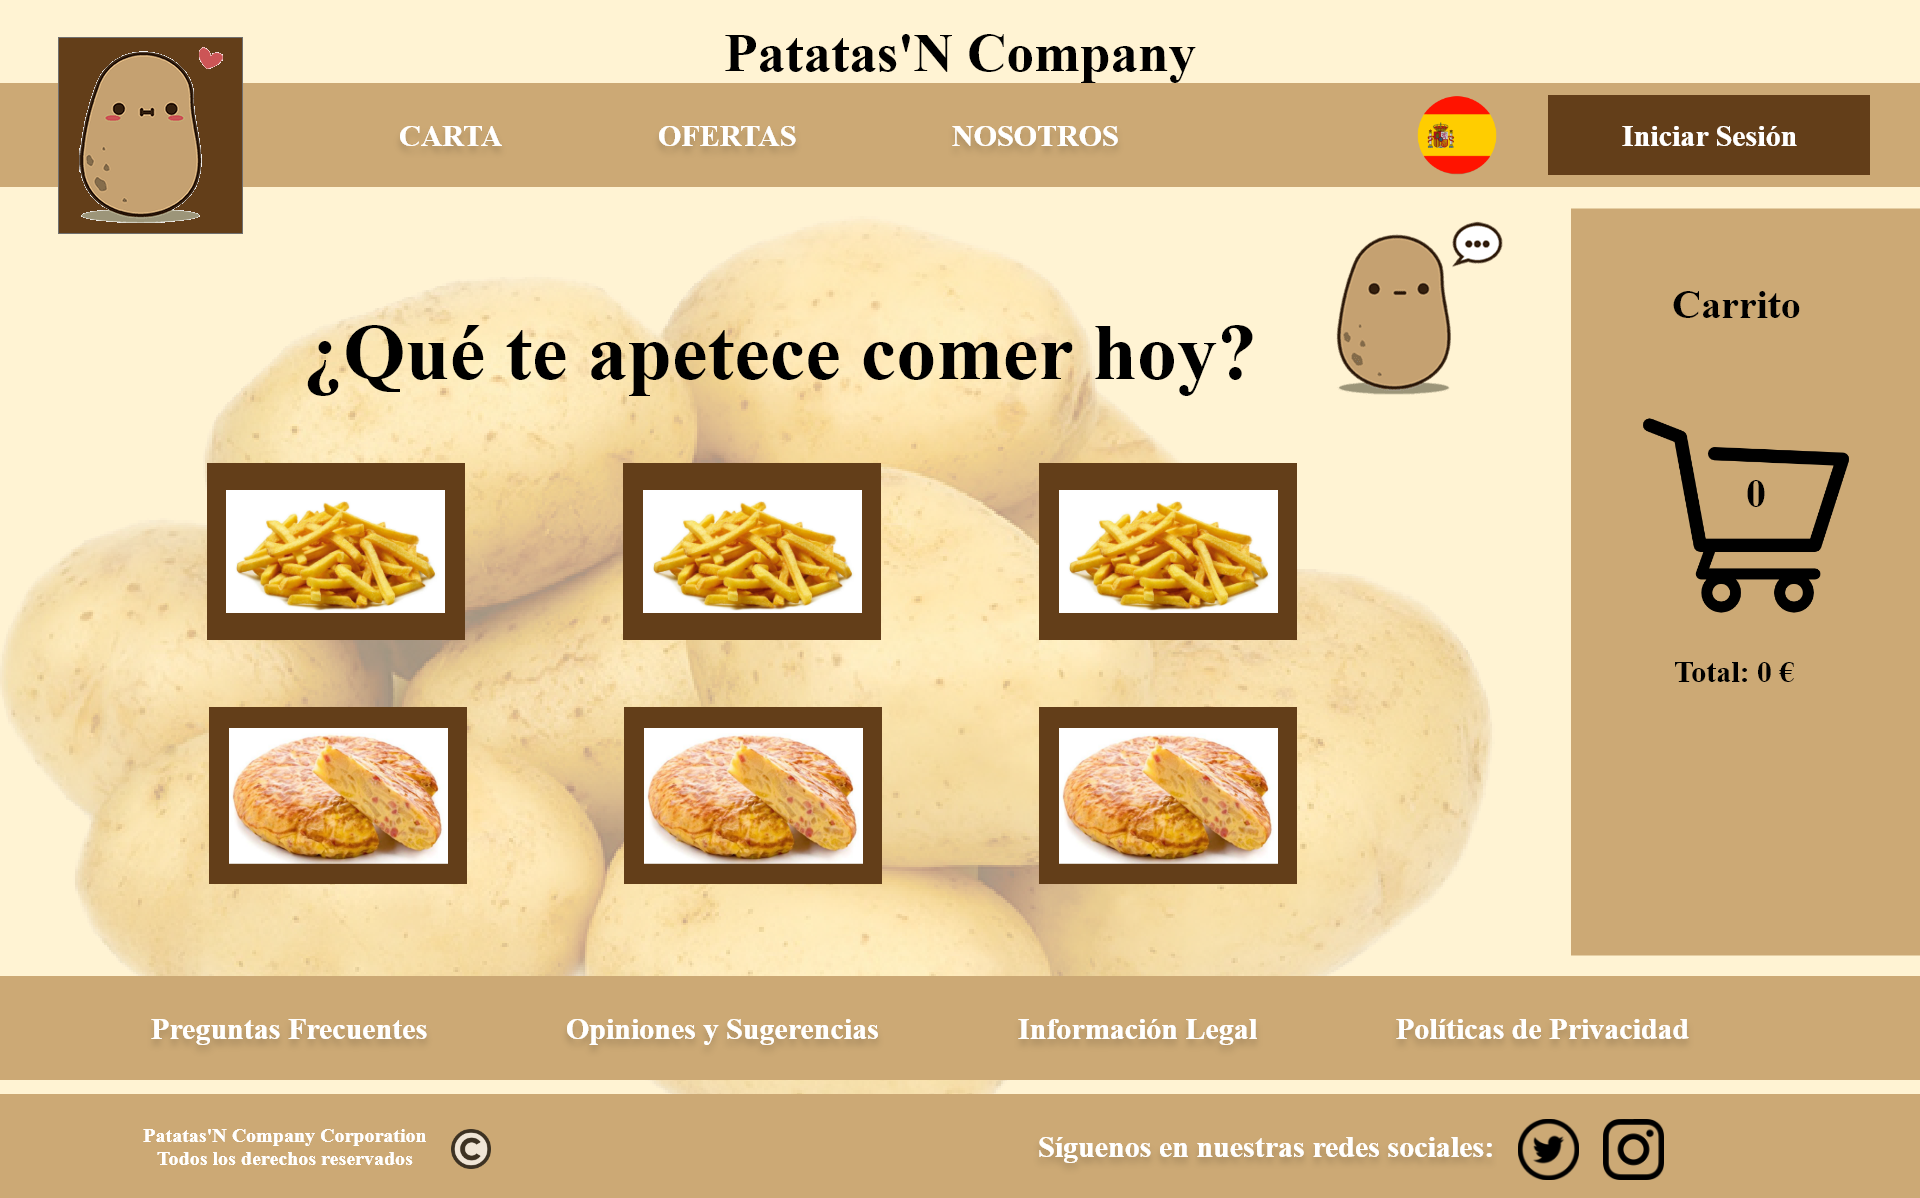 Patatas'N Company
CARTA
OFERTAS
NOSOTROS
Iniciar Sesión
¿Qué te apetece comer hoy?
Carrito
0
Total: 0 €
Preguntas Frecuentes
Opiniones y Sugerencias
Información Legal
Políticas de Privacidad
Patatas'N Company Corporation
Todos los derechos reservados
©
Síguenos en nuestras redes sociales: